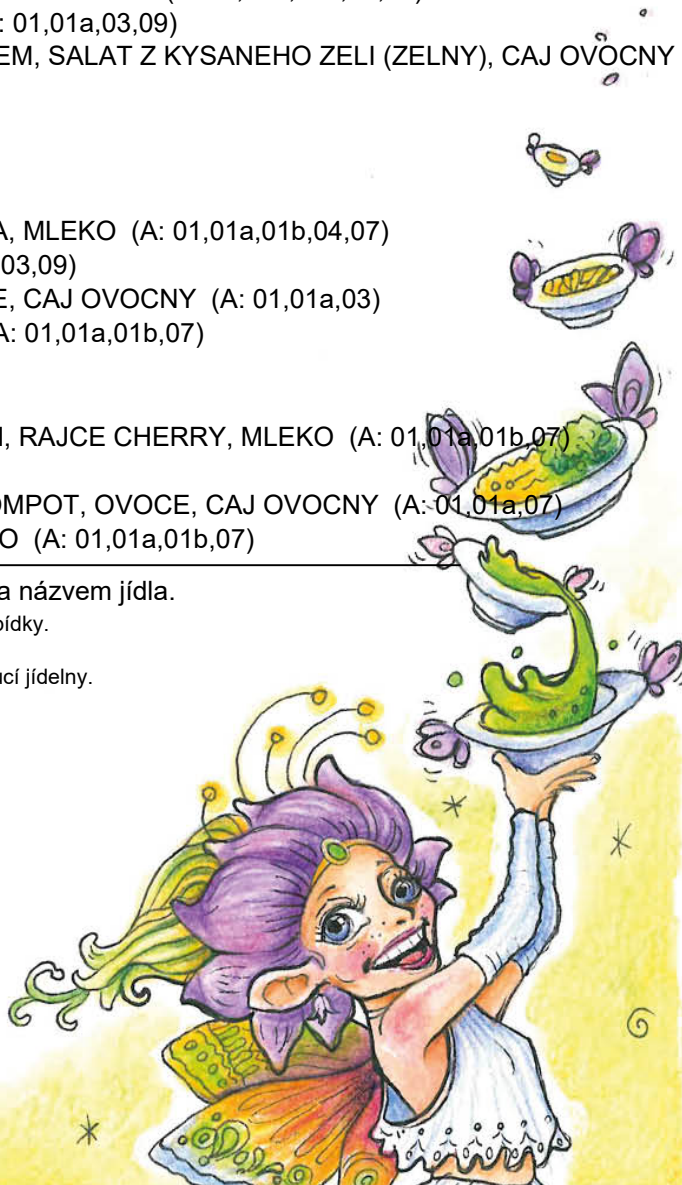 : 01,01a,03,09)
EM, SALAT Z KYSANEHO ZELI (ZELNY), CAJ OVOCNY
A, MLEKO (A: 01,01a,01b,04,07)
03,09)
E, CAJ OVOCNY (A: 01,01a,03)
A: 01,01a,01b,07)
, RAJCE CHERRY, MLEKO (A: 01,01a,01b,07)
OMPOT, OVOCE, CAJ OVOCNY (A: 01,01a,07)
O (A: 01,01a,01b,07)
a názvem jídla.
ídky.
cí jídelny.